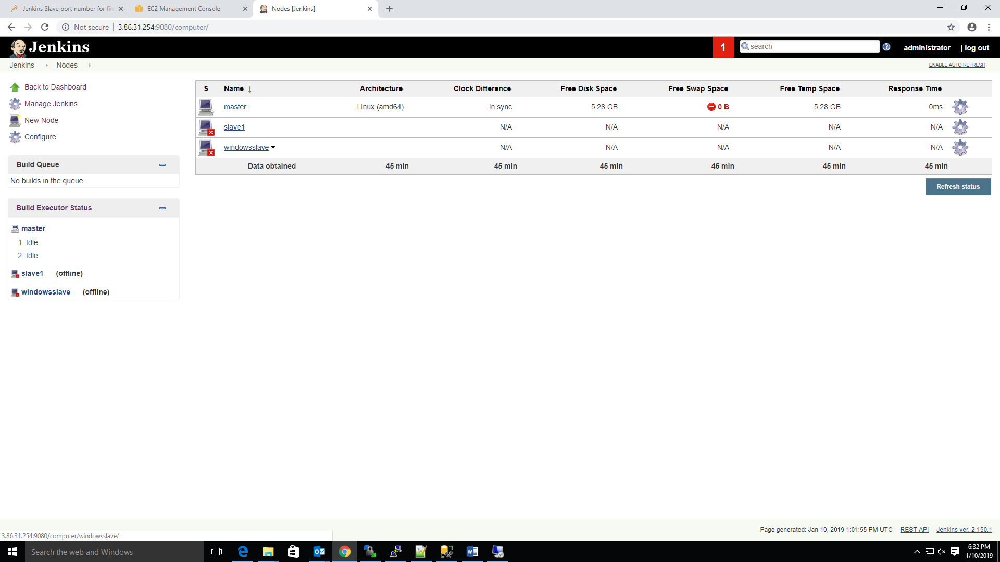 Jenkins Slave port number for fir
EC2 Management Console
Nodes [Jenkins]
Not secure
3.86.31.254:9080/computer/
Jenkins
1
search
administrator
| log out
Jenkins
Nodes
ENABLE AUTO REFRESH
Back to Dashboard
Manage Jenkins
New Node
Configure
Build Queue
No builds in the queue.
Build Executor Status
master
1 Idle
2 Idle
slave1 (offline)
windowsslave (offline)
S Name ↓ Architecture Clock Difference Free Disk Space Free Swap Space Free Temp Space Response Time
master Linux (amd64) In sync 5.28 GB 0 B 5.28 GB 0ms
slave1 N/A N/A N/A N/A N/A
windowsslave N/A N/A N/A N/A N/A
Data obtained 45 min 45 min 45 min 45 min 45 min 45 min
Refresh status
Page generated: Jan 10, 2019 1:01:55 PM UTC REST API Jenkins ver. 2.150.1
3.86.31.254:9080/computer/windowsslave/
Search the web and Windows
6:32 PM
1/10/2019